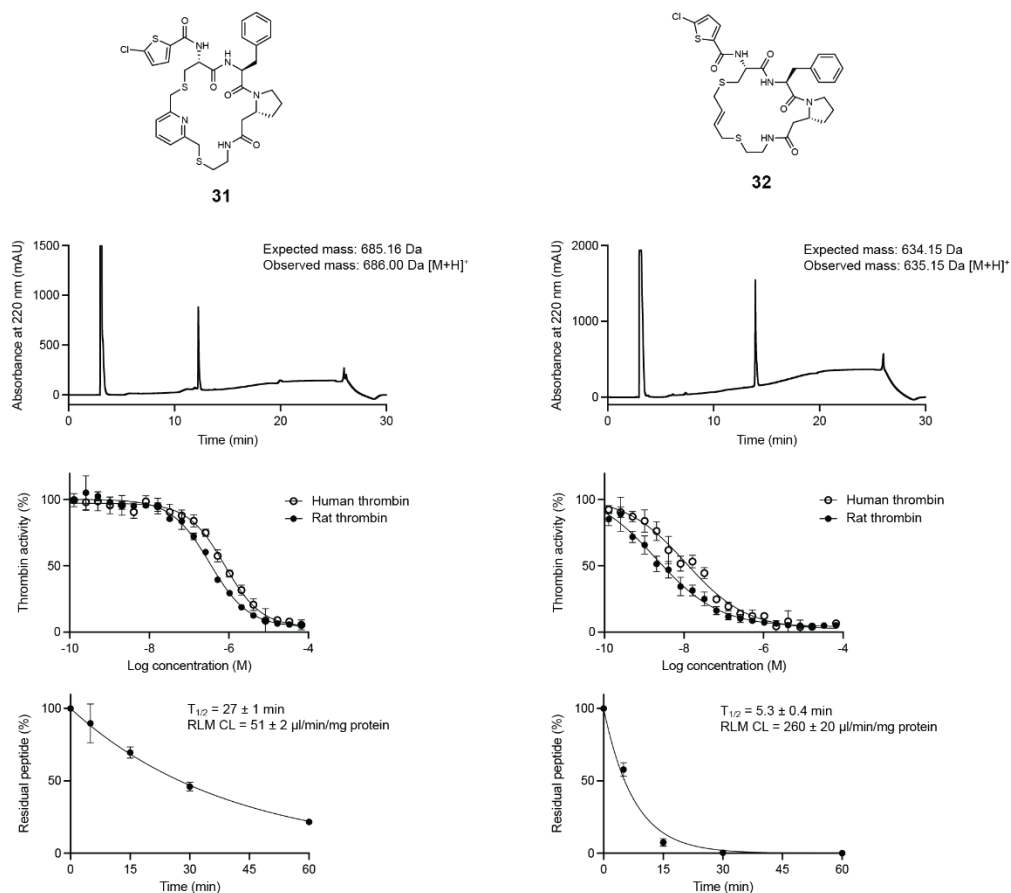 Cl
S
O
H
N
H
N
O
O
N
S
N
S
HN
O
31
Cl
S
O
H
N
O
HN
O
N
S
S
HN
O
32
Absorbance at 220 nm (mAU)
1500
1000
500
0
0 10 20 30
Time (min)
Expected mass: 685.16 Da
Observed mass: 686.00 Da [M+H]⁺
Absorbance at 220 nm (mAU)
2000
1000
0
0 10 20 30
Time (min)
Expected mass: 634.15 Da
Observed mass: 635.15 Da [M+H]⁺
Thrombin activity (%)
100
50
0
-10 -8 -6 -4
Log concentration (M)
Human thrombin
Rat thrombin
Thrombin activity (%)
100
50
0
-10 -8 -6 -4
Log concentration (M)
Human thrombin
Rat thrombin
Residual peptide (%)
100
50
0
0 15 30 45 60
Time (min)
T1/2 = 27 ± 1 min
RLM CL = 51 ± 2 µl/min/mg protein
Residual peptide (%)
100
50
0
0 15 30 45 60
Time (min)
T1/2 = 5.3 ± 0.4 min
RLM CL = 260 ± 20 µl/min/mg protein